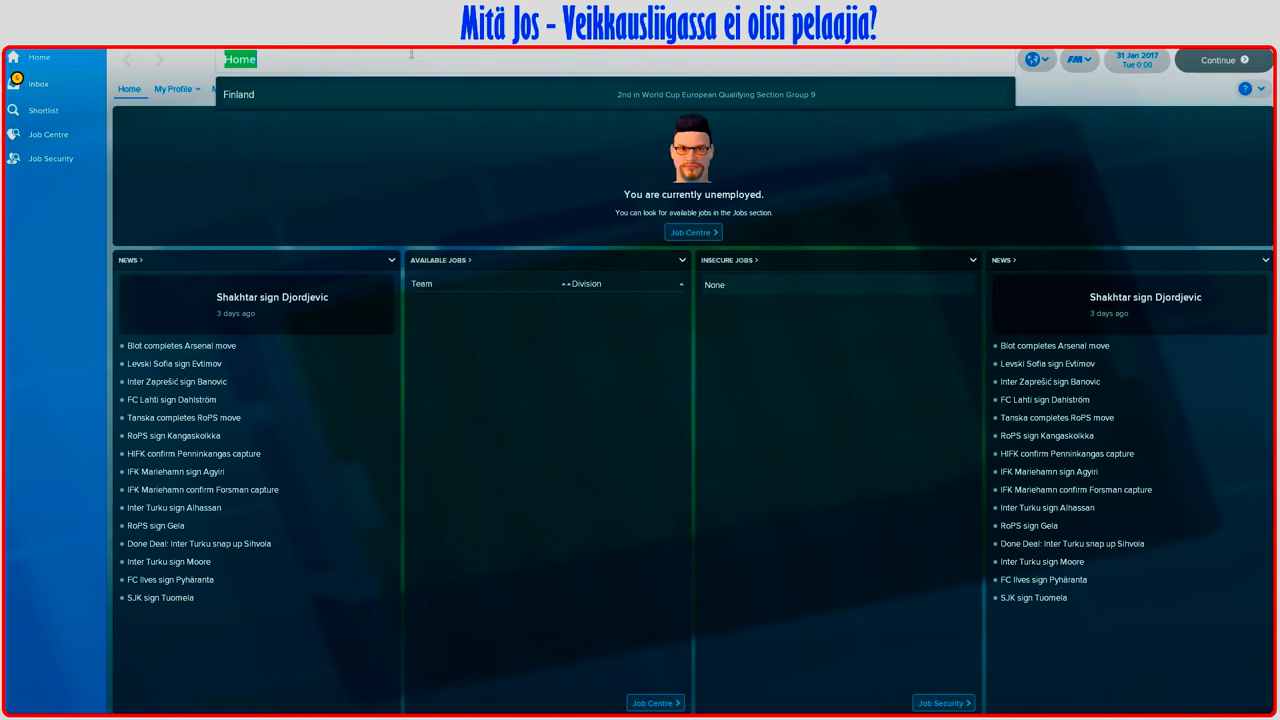 Mitä Jos - Veikkausliigassa ei olisi pelaajia?
Home
Inbox
6
Shortlist
Job Centre
Job Security
Home
FM
31 Jan 2017
Tue 0:00
Continue
Home
My Profile
Finland
2nd in World Cup European Qualifying Section Group 9
?
You are currently unemployed.
You can look for available jobs in the Jobs section.
Job Centre >
NEWS >
Shakhtar sign Djordjevic
3 days ago
Blot completes Arsenal move
Levski Sofia sign Evtimov
Inter Zaprešić sign Banovic
FC Lahti sign Dahlström
Tanska completes RoPS move
RoPS sign Kangaskolkka
HIFK confirm Penninkangas capture
IFK Mariehamn sign Agyiri
IFK Mariehamn confirm Forsman capture
Inter Turku sign Alhassan
RoPS sign Gela
Done Deal: Inter Turku snap up Sihvola
Inter Turku sign Moore
FC Ilves sign Pyhäranta
SJK sign Tuomela
AVAILABLE JOBS >
Team
Division
Job Centre >
INSECURE JOBS >
None
Job Security >
NEWS >
Shakhtar sign Djordjevic
3 days ago
Blot completes Arsenal move
Levski Sofia sign Evtimov
Inter Zaprešić sign Banovic
FC Lahti sign Dahlström
Tanska completes RoPS move
RoPS sign Kangaskolkka
HIFK confirm Penninkangas capture
IFK Mariehamn sign Agyiri
IFK Mariehamn confirm Forsman capture
Inter Turku sign Alhassan
RoPS sign Gela
Done Deal: Inter Turku snap up Sihvola
Inter Turku sign Moore
FC Ilves sign Pyhäranta
SJK sign Tuomela